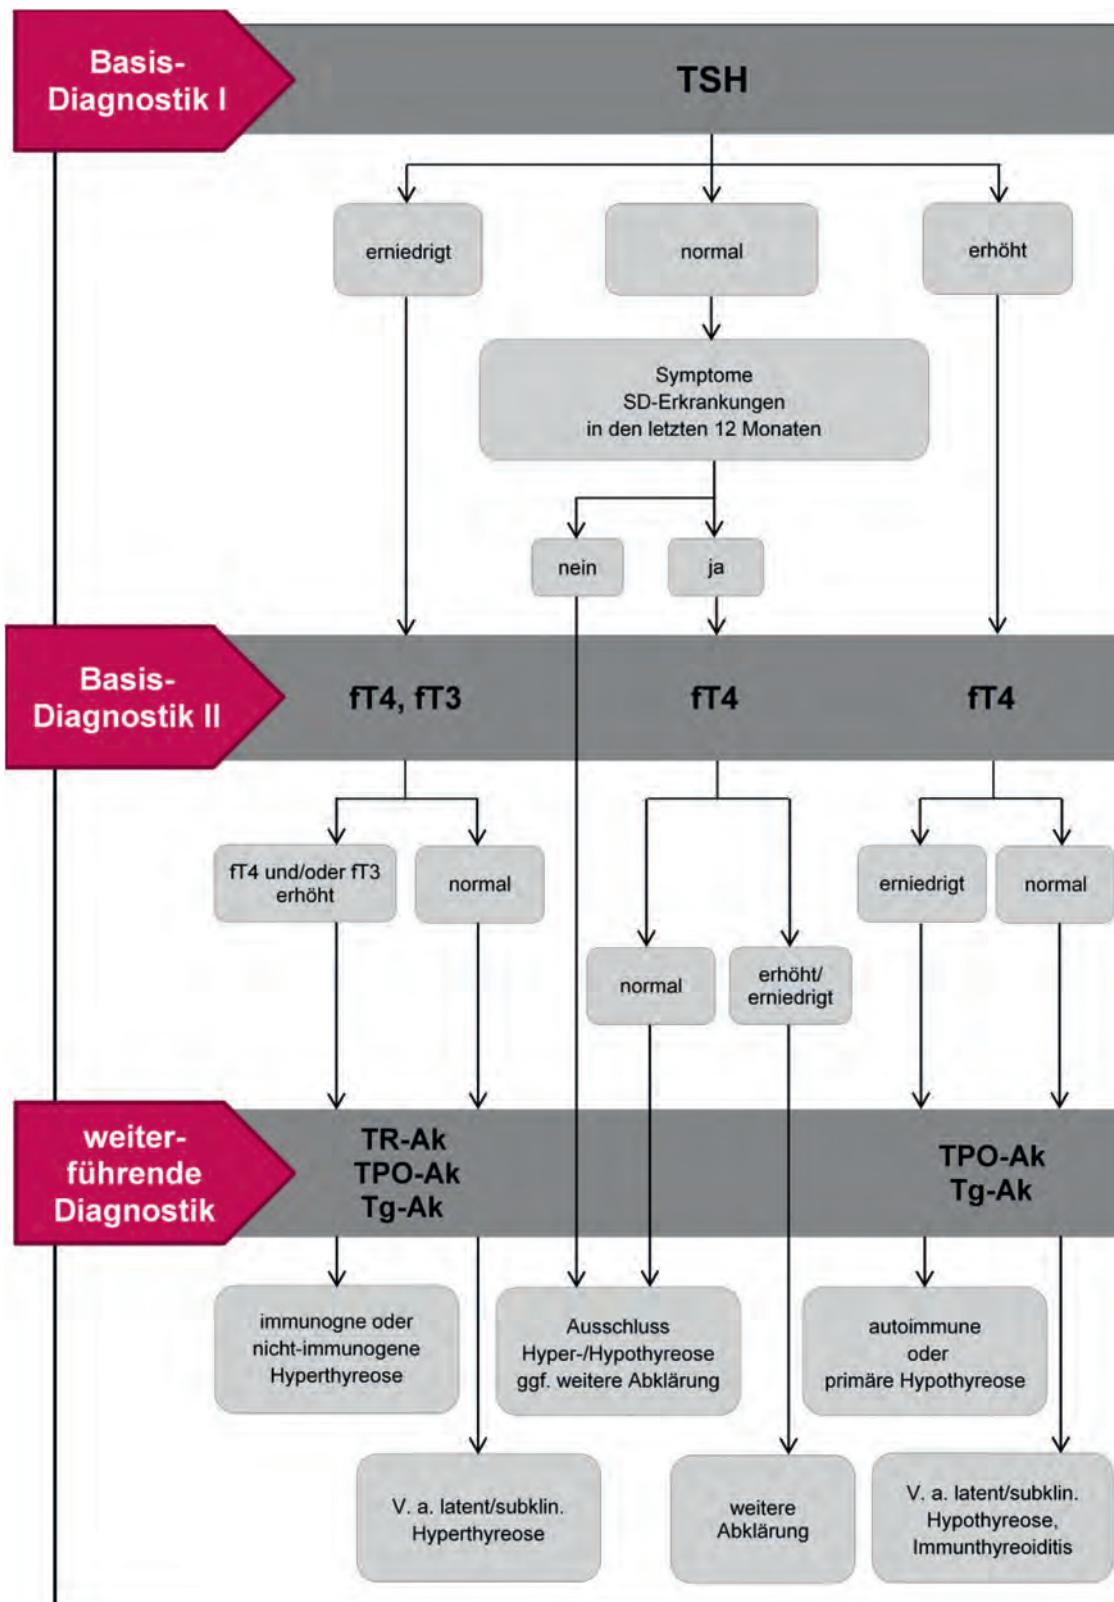 Basis-
Diagnostik I
TSH
erniedrigt
normal
erhöht
Symptome
SD-Erkrankungen
in den letzten 12 Monaten
nein
ja
Basis-
Diagnostik II
fT4, fT3
fT4
fT4
fT4 und/oder fT3
erhöht
normal
erniedrigt
normal
normal
erhöht/
erniedrigt
weiter-
führende
Diagnostik
TR-Ak
TPO-Ak
Tg-Ak
TPO-Ak
Tg-Ak
immunogne oder
nicht-immunogene
Hyperthyreose
Ausschluss
Hyper-/Hypothyreose
ggf. weitere Abklärung
autoimmune
oder
primäre Hypothyreose
V. a. latent/subklin.
Hyperthyreose
weitere
Abklärung
V. a. latent/subklin.
Hypothyreose,
Immunthyreoiditis